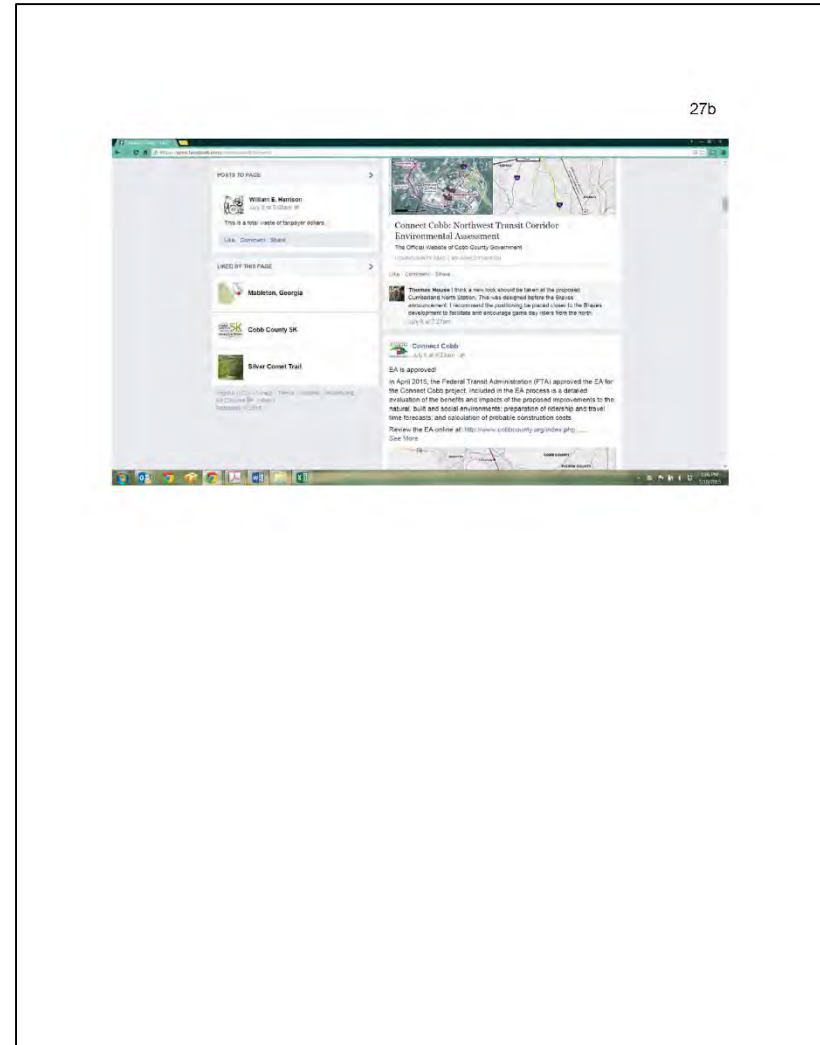 27b
POSTS TO PAGE
William E. Harrison
This is a total waste of taxpayer dollars.
Like · Comment · Share
LIKED BY THIS PAGE
Mableton, Georgia
Cobb County 5K
Silver Comet Trail
Connect Cobb: Northwest Transit Corridor
Environmental Assessment
The Official Website of Cobb County Government
Like · Comment · Share
Thomas House I think a new look should be taken at the proposed
Cumberland North Station. This was designed before the Braves
announcement. I recommend the positioning be placed closer to the Braves
development to facilitate and encourage game day riders from the north.
Connect Cobb
EA is approved!
In April 2015, the Federal Transit Administration (FTA) approved the EA for
the Connect Cobb project. Included in the EA process is a detailed
evaluation of the benefits and impacts of the proposed improvements to the
natural, built and social environments; preparation of ridership and travel
time forecasts; and calculation of probable construction costs.
Review the EA online at: http://www.cobbcounty.org/index.php......
See More